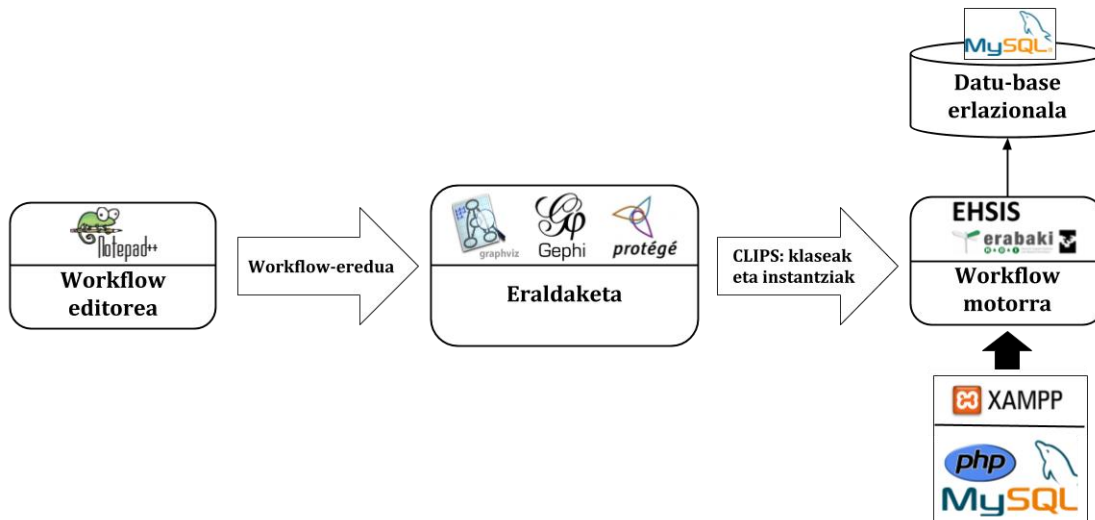 MySQL®
Datu-base
erlazionala
Notepad++
Workflow
editorea
Workflow-eredua
graphviz
Gephi
protégé
Eraldaketa
CLIPS: klaseak
eta instantziak
EHSIS
erabaki
Workflow
motorra
XAMPP
php
MySQL